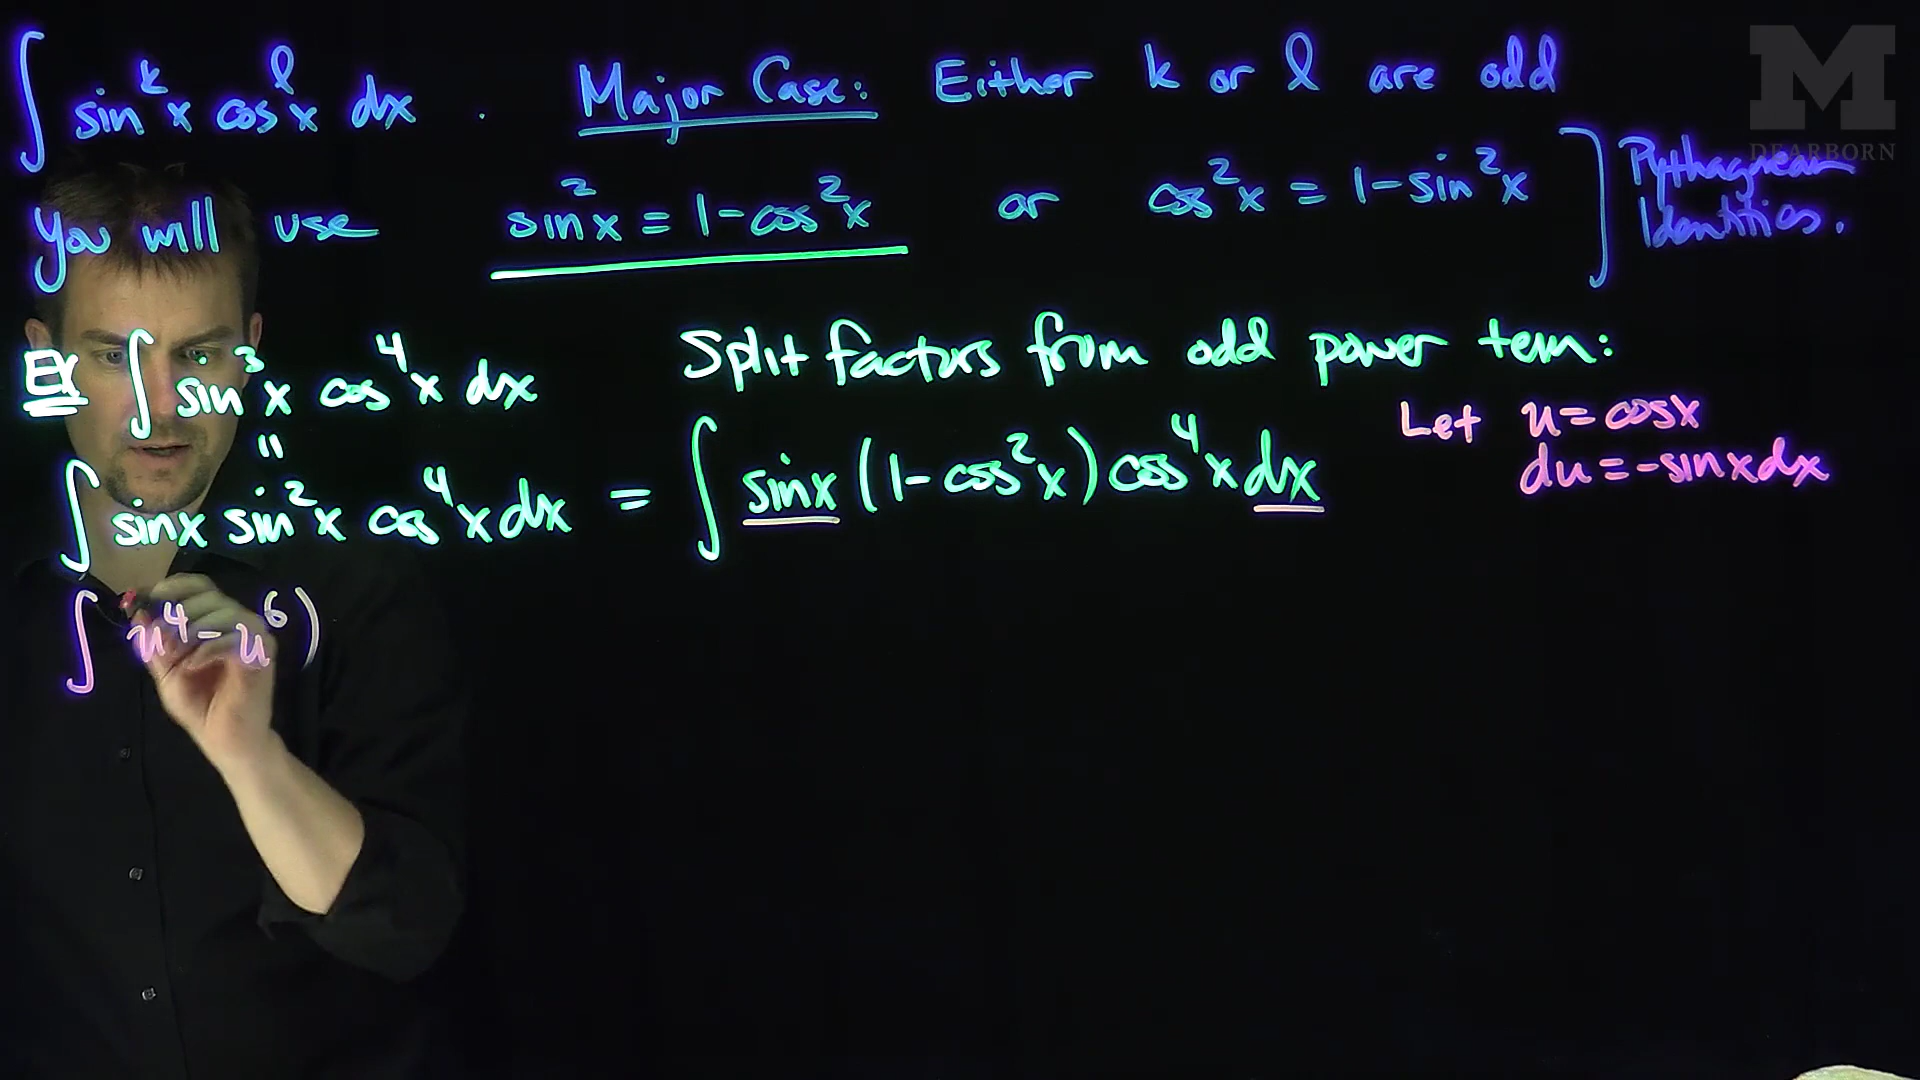 ∫ sin^k x cos^l x dx . Major Case: Either k or l are odd
You will use sin²x = 1-cos²x or cos²x = 1-sin²x ] Pythagorean Identities.
Ex ∫ sin³x cos⁴x dx Split factors from odd power term:
=
∫ sinx sin²x cos⁴x dx = ∫ sinx (1-cos²x) cos⁴x dx
Let u = cosx
du = -sinxdx
∫ u⁴ - u⁶)
M
DEARBORN